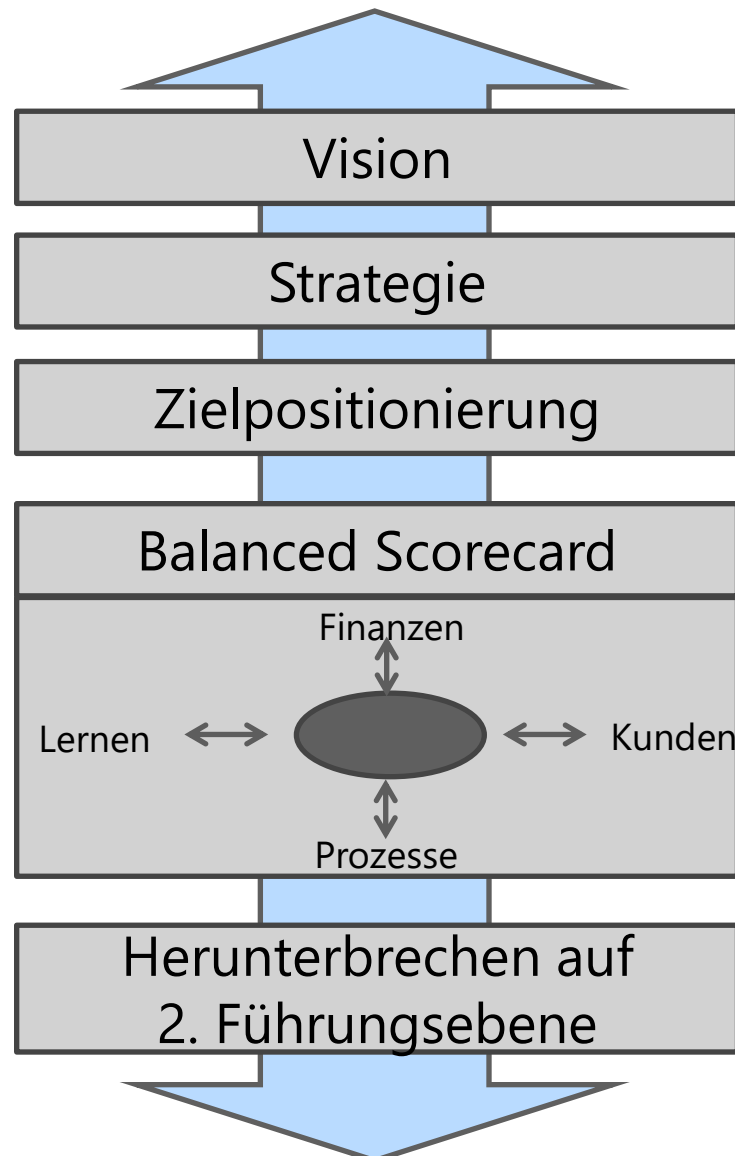 Vision
Strategie
Zielpositionierung
Balanced Scorecard
Finanzen
Lernen
Kunden
Prozesse
Herunterbrechen auf
2. Führungsebene